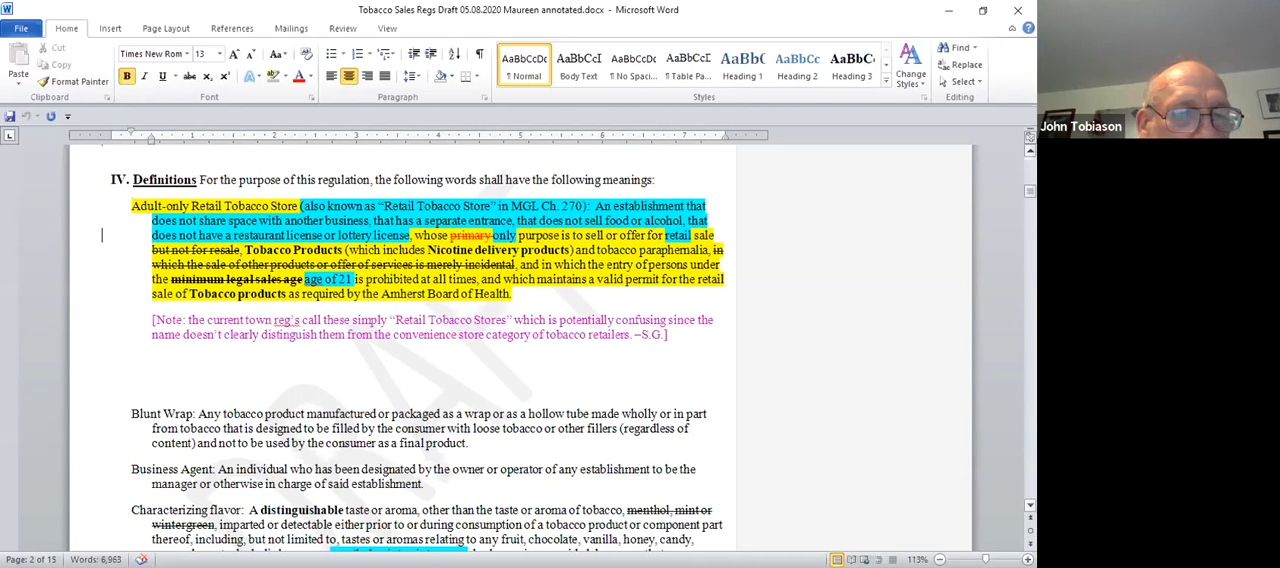 Tobacco Sales Regs Draft 05.08.2020 Maureen annotated.docx - Microsoft Word
File Home Insert Page Layout References Mailings Review View
Cut
Copy
Format Painter
Paste
Times New Rom 13
Clipboard Font Paragraph Styles Editing
AaBbCcDc AaBbCcDc AaBbCcDc AaBbCcI AaBbC AaBbCc AaBbC
¶ Normal Body Text ¶ No Spaci... ¶ Table Pa... Heading 1 Heading 2 Heading 3
Change
Styles
Find
Replace
Select
John Tobiason
IV. Definitions For the purpose of this regulation, the following words shall have the following meanings:
Adult-only Retail Tobacco Store (also known as “Retail Tobacco Store” in MGL Ch. 270): An establishment that
does not share space with another business, that has a separate entrance, that does not sell food or alcohol, that
does not have a restaurant license or lottery license, whose primary only purpose is to sell or offer for retail sale
but not for resale, Tobacco Products (which includes Nicotine delivery products) and tobacco paraphernalia, in
which the sale of other products or offer of services is merely incidental, and in which the entry of persons under
the minimum legal sales age age of 21 is prohibited at all times, and which maintains a valid permit for the retail
sale of Tobacco products as required by the Amherst Board of Health.
[Note: the current town reg’s call these simply “Retail Tobacco Stores” which is potentially confusing since the
name doesn’t clearly distinguish them from the convenience store category of tobacco retailers. –S.G.]
DRAFT
Blunt Wrap: Any tobacco product manufactured or packaged as a wrap or as a hollow tube made wholly or in part
from tobacco that is designed to be filled by the consumer with loose tobacco or other fillers (regardless of
content) and not to be used by the consumer as a final product.
Business Agent: An individual who has been designated by the owner or operator of any establishment to be the
manager or otherwise in charge of said establishment.
Characterizing flavor: A distinguishable taste or aroma, other than the taste or aroma of tobacco, menthol, mint or
wintergreen, imparted or detectable either prior to or during consumption of a tobacco product or component part
thereof, including, but not limited to, tastes or aromas relating to any fruit, chocolate, vanilla, honey, candy,
Page: 2 of 15 Words: 6,963 113%